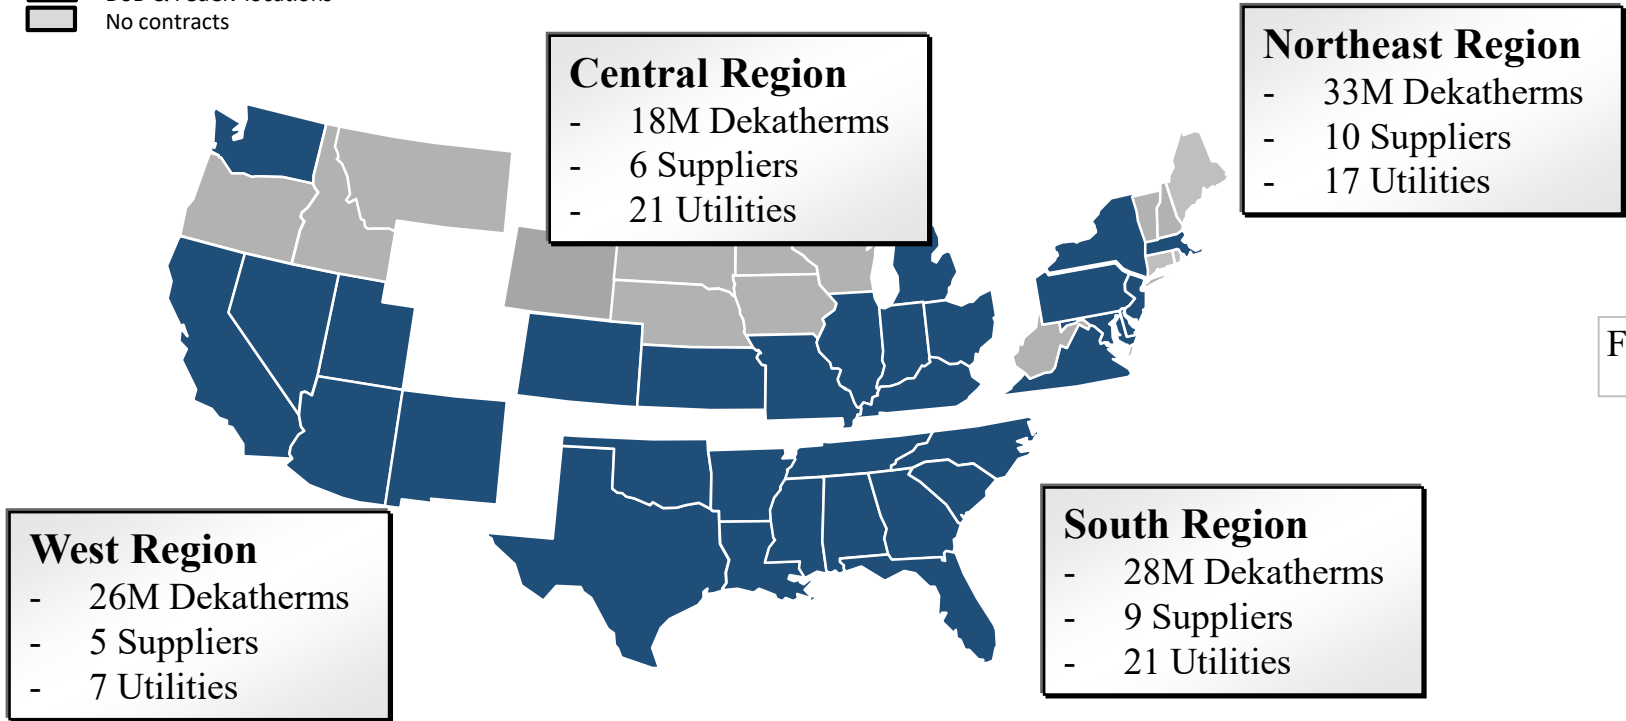 No contracts
Central Region
- 18M Dekatherms
- 6 Suppliers
- 21 Utilities
Northeast Region
- 33M Dekatherms
- 10 Suppliers
- 17 Utilities
F
West Region
- 26M Dekatherms
- 5 Suppliers
- 7 Utilities
South Region
- 28M Dekatherms
- 9 Suppliers
- 21 Utilities